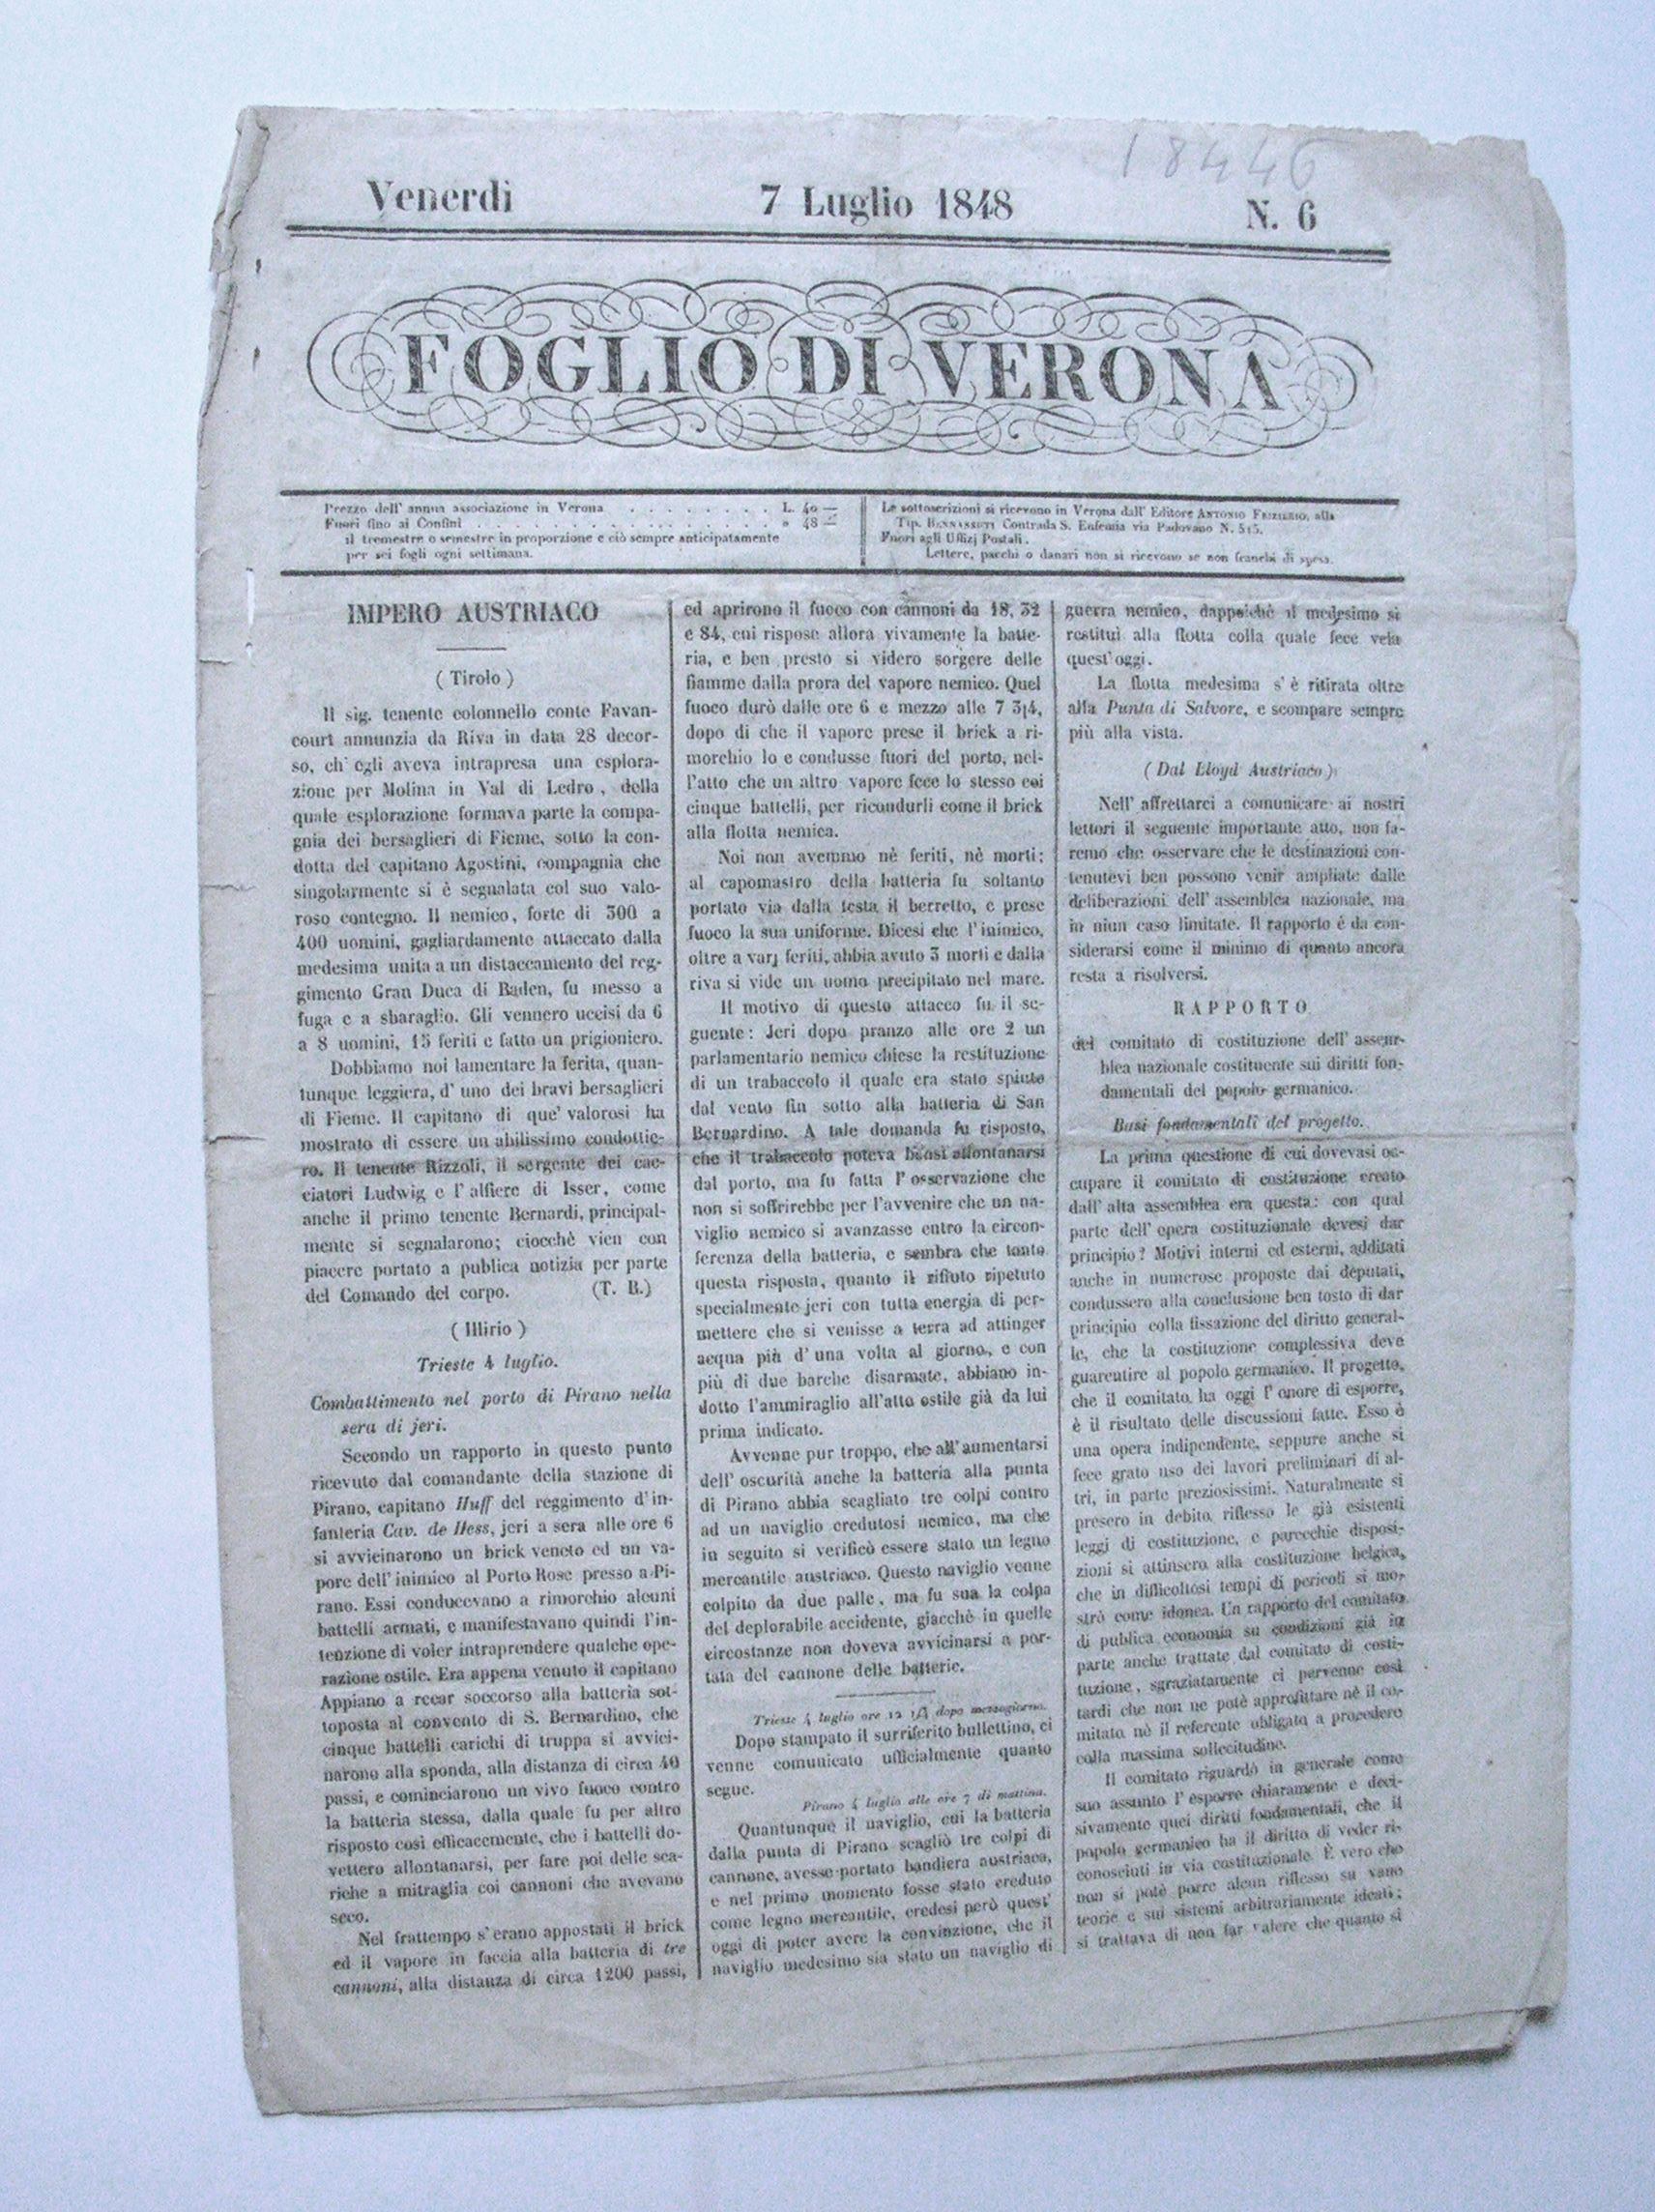 18446
Venerdì 7 Luglio 1848 N. 6
FOGLIO DI VERONA
Prezzo dell' annua associazione in Verona . . . . . . . . L. 40 —
Fuori fino ai Confini . . . . . . . . . . . . . . . . » 48 —
il tremestre o semestre in proporzione e ciò sempre anticipatamente
per sei fogli ogni settimana.
Le sottoscrizioni si ricevono in Verona dall' Editore ANTONIO alla
Tip. Contrada S. Eufemia via Padovano N. 515.
Fuori agli Uffizj Postali.
Lettere, pacchi o danari non si ricevono se non franchi di spesa.
IMPERO AUSTRIACO
( Tirolo )
Il sig. tenente colonnello conte Favan-
court annunzia da Riva in data 28 decor-
so, ch' egli aveva intrapresa una esplora-
zione per Molina in Val di Ledro, della
quale esplorazione formava parte la compa-
gnia dei bersaglieri di Fieme, sotto la con-
dotta del capitano Agostini, compagnia che
singolarmente si è segnalata col suo valo-
roso contegno. Il nemico, forte di 300 a
400 uomini, gagliardamente attaccato dalla
medesima unita a un distaccamento del reg-
gimento Gran Duca di Baden, fu messo a
fuga e a sbaraglio. Gli vennero uccisi da 6
a 8 uomini, 15 feriti e fatto un prigioniero.
Dobbiamo noi lamentare la ferita, quan-
tunque leggiera, d' uno dei bravi bersaglieri
di Fieme. Il capitano di que' valorosi ha
mostrato di essere un abilissimo condottie-
ro. Il tenente Rizzoli, il sergente dei cac-
ciatori Ludwig e l' alfiere di Isser, come
anche il primo tenente Bernardi, principal-
mente si segnalarono; ciocchè vien con
piacere portato a publica notizia per parte
del Comando del corpo. (T. B.)
( Illirio )
Trieste 4 luglio.
Combattimento nel porto di Pirano nella
sera di jeri.
Secondo un rapporto in questo punto
ricevuto dal comandante della stazione di
Pirano, capitano Huff del reggimento d' in-
fanteria Cav. de Hess, jeri a sera alle ore 6
si avvicinarono un brick veneto ed un va-
pore dell' inimico al Porto Rose presso a Pi-
rano. Essi conducevano a rimorchio alcuni
battelli armati, e manifestavano quindi l'in-
tenzione di voler intraprendere qualche ope-
razione ostile. Era appena venuto il capitano
Appiano a recar soccorso alla batteria sot-
toposta al convento di S. Bernardino, che
cinque battelli carichi di truppa si avvici-
narono alla sponda, alla distanza di circa 40
passi, e cominciarono un vivo fuoco contro
la batteria stessa, dalla quale fu per altro
risposto così efficacemente, che i battelli do-
vettero allontanarsi, per fare poi delle sca-
riche a mitraglia coi cannoni che avevano
seco.
Nel frattempo s' erano appostati il brick
ed il vapore in faccia alla batteria di tre
cannoni, alla distanza di circa 1200 passi,
ed aprirono il fuoco con cannoni da 18, 32
e 84, cui rispose allora vivamente la batte-
ria, e ben presto si videro sorgere delle
fiamme dalla prora del vapore nemico. Quel
fuoco durò dalle ore 6 e mezzo alle 7 3|4,
dopo di che il vapore prese il brick a ri-
morchio lo e condusse fuori del porto, nel-
l'atto che un altro vapore fece lo stesso coi
cinque battelli, per ricondurli come il brick
alla flotta nemica.
Noi non avemmo nè feriti, nè morti;
al capomastro della batteria fu soltanto
portato via dalla testa il berretto, e prese
fuoco la sua uniforme. Dicesi che l' inimico,
oltre a varj feriti, abbia avuto 3 morti e dalla
riva si vide un uomo precipitato nel mare.
Il motivo di questo attacco fu il se-
guente: Jeri dopo pranzo alle ore 2 un
parlamentario nemico chiese la restituzione
di un trabaccolo il quale era stato spinto
dal vento fin sotto alla batteria di San
Bernardino. A tale domanda fu risposto,
che il trabaccolo poteva bensì allontanarsi
dal porto, ma fu fatta l' osservazione che
non si soffrirebbe per l'avvenire che un na-
viglio nemico si avanzasse entro la circon-
ferenza della batteria, e sembra che tanto
questa risposta, quanto il rifiuto ripetuto
specialmente jeri con tutta energia di per-
mettere che si venisse a terra ad attinger
acqua più d' una volta al giorno, e con
più di due barche disarmate, abbiano in-
dotto l'ammiraglio all'atto ostile già da lui
prima indicato.
Avvenne pur troppo, che all' aumentarsi
dell' oscurità anche la batteria alla punta
di Pirano abbia scagliato tre colpi contro
ad un naviglio credutosi nemico, ma che
in seguito si verificò essere stato un legno
mercantile austriaco. Questo naviglio venne
colpito da due palle, ma fu sua la colpa
del deplorabile accidente, giacchè in quelle
circostanze non doveva avvicinarsi a por-
tata del cannone delle batterie.
Trieste 4 luglio ore 12 1/4 dopo mezzogiorno.
Dopo stampato il surriferito bullettino, ci
venne comunicato ufficialmente quanto
segue.
Pirano 4 luglio alle ore 7 di mattina.
Quantunque il naviglio, cui la batteria
dalla punta di Pirano scagliò tre colpi di
cannone, avesse portato bandiera austriaca,
e nel primo momento fosse stato creduto
come legno mercantile, credesi però quest'
oggi di poter avere la convinzione, che il
naviglio medesimo sia stato un naviglio di
guerra nemico, dappoichè il medesimo si
restituì alla flotta colla quale fece vela
quest' oggi.
La flotta medesima s' è ritirata oltre
alla Punta di Salvore, e scompare sempre
più alla vista.
( Dal Lloyd Austriaco )
Nell' affrettarci a comunicare ai nostri
lettori il seguente importante atto, non fa-
remo che osservare che le destinazioni con-
tenutevi ben possono venir ampliate dalle
deliberazioni dell' assemblea nazionale, ma
in niun caso limitate. Il rapporto è da con-
siderarsi come il minimo di quanto ancora
resta a risolversi.
RAPPORTO
del comitato di costituzione dell' assem-
blea nazionale costituente sui diritti fon-
damentali del popolo germanico.
Basi fondamentali del progetto.
La prima questione di cui dovevasi oc-
cupare il comitato di costituzione creato
dall' alta assemblea era questa: con qual
parte dell' opera costituzionale devesi dar
principio? Motivi interni ed esterni, additati
anche in numerose proposte dai deputati,
condussero alla conclusione ben tosto di dar
principio colla fissazione del diritto genera-
le, che la costituzione complessiva deve
guarentire al popolo germanico. Il progetto,
che il comitato ha oggi l' onore di esporre,
è il risultato delle discussioni fatte. Esso è
una opera indipendente, seppure anche si
fece grato uso dei lavori preliminari di al-
tri, in parte preziosissimi. Naturalmente si
presero in debito riflesso le già esistenti
leggi di costituzione, e parecchie disposi-
zioni si attinsero alla costituzione belgica,
che in difficoltosi tempi di pericoli si mo-
strò come idonea. Un rapporto del comitato
di publica economia su condizioni già in
parte anche trattate dal comitato di costi-
tuzione, sgraziatamente ci pervenne così
tardi che non ne potè approfittare nè il co-
mitato nè il referente obligato a procedere
colla massima sollecitudine.
Il comitato riguardò in generale come
suo assunto l' esporre chiaramente e deci-
sivamente quei diritti fondamentali, che il
popolo germanico ha il diritto di veder ri-
conosciuti in via costituzionale. È vero che
non si potè porre alcun riflesso su vane
teorie e sui sistemi arbitrariamente ideati;
si trattava di non far valere che quanto si